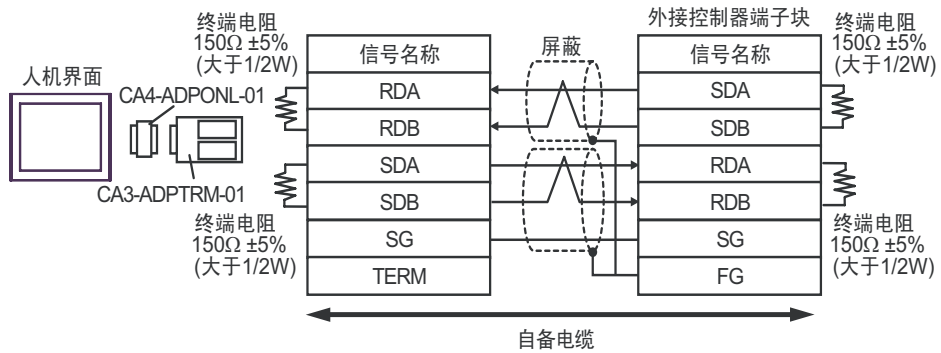 终端电阻
150Ω ±5%
(大于1/2W)
外接控制器端子块
终端电阻
150Ω ±5%
(大于1/2W)
人机界面
CA4-ADPONL-01
CA3-ADPTRM-01
信号名称
屏蔽
信号名称
RDA
SDA
RDB
SDB
SDA
RDA
SDB
RDB
SG
SG
TERM
FG
终端电阻
150Ω ±5%
(大于1/2W)
终端电阻
150Ω ±5%
(大于1/2W)
自备电缆